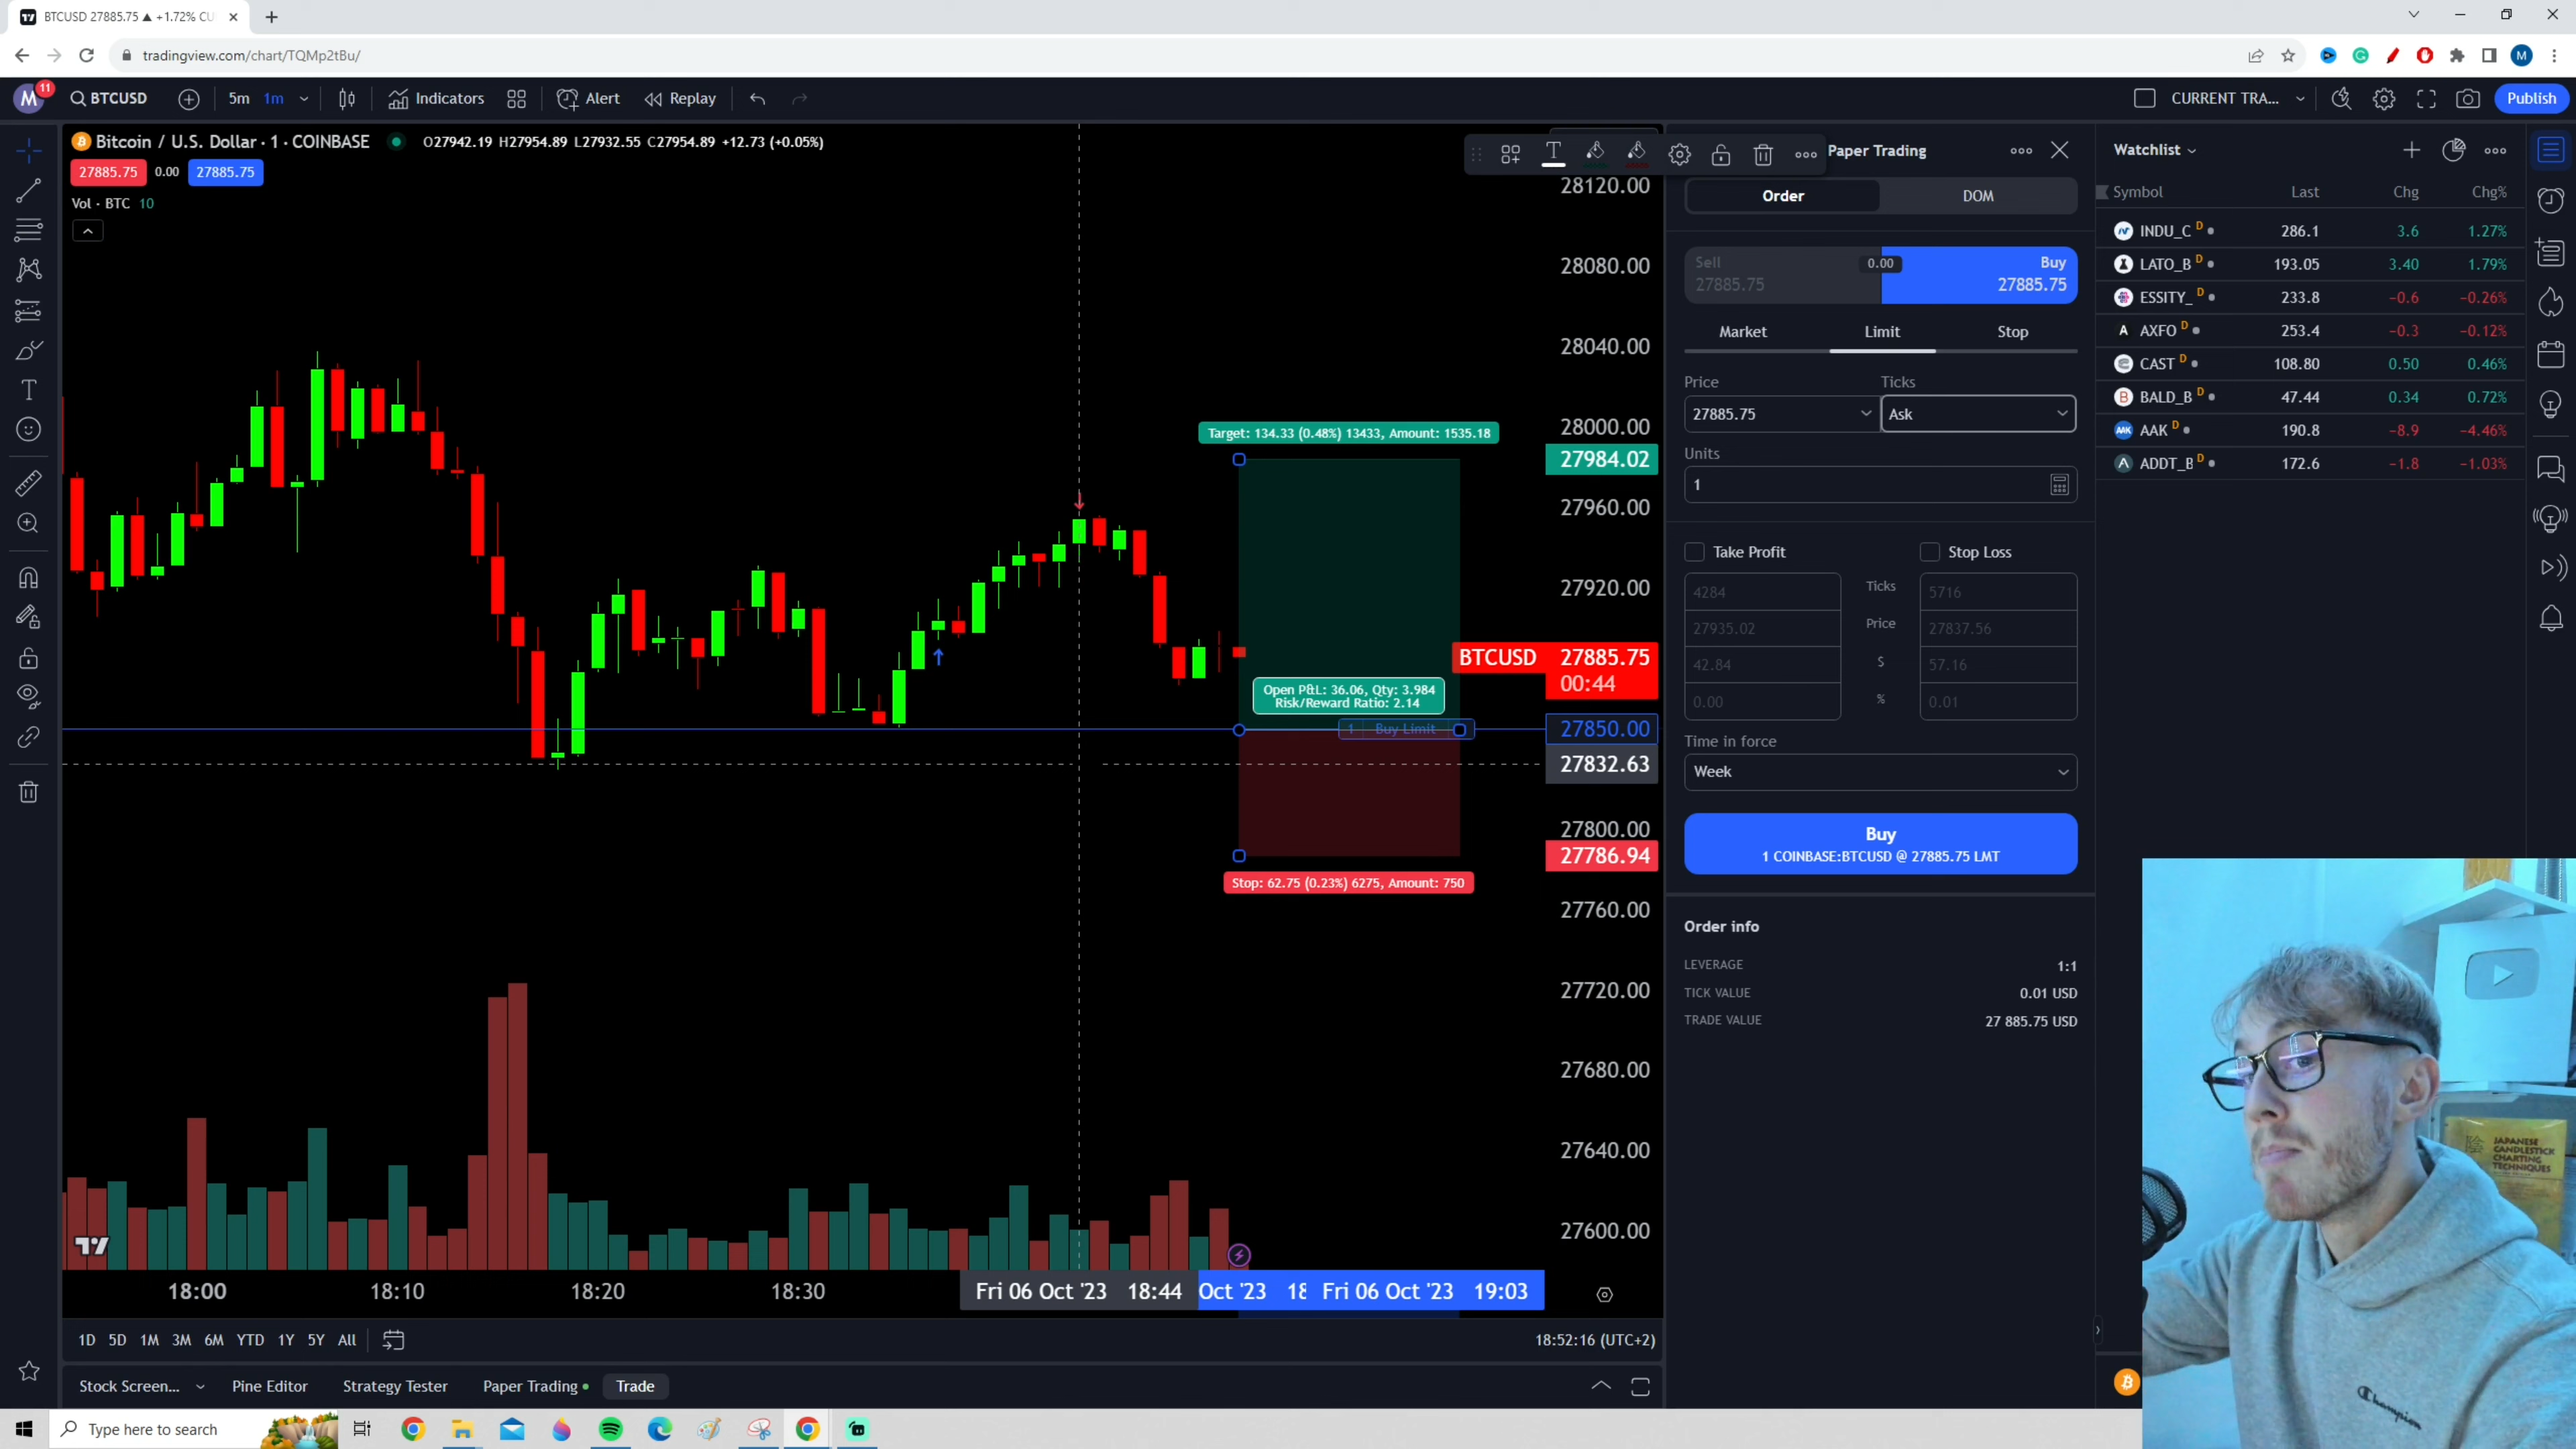 BTCUSD 27885.75 ▲ +1.72% CU
tradingview.com/chart/TQMp2tBu/
M
M 11
BTCUSD
5m 1m
Indicators
Alert
Replay
CURRENT TRA...
Publish
Bitcoin / U.S. Dollar · 1 · COINBASE
O27942.19 H27954.89 L27932.55 C27954.89 +12.73 (+0.05%)
27885.75 0.00 27885.75
Vol · BTC 10
28120.00
28080.00
28040.00
28000.00
27984.02
27960.00
27920.00
BTCUSD 27885.75
00:44
27850.00
27832.63
27800.00
27786.94
27760.00
27720.00
27680.00
27640.00
27600.00
Target: 134.33 (0.48%) 13433, Amount: 1535.18
Open P&L: 36.06, Qty: 3.984
Risk/Reward Ratio: 2.14
1 Buy Limit
Stop: 62.75 (0.23%) 6275, Amount: 750
18:00 18:10 18:20 18:30
Fri 06 Oct '23 18:44
Oct '23 18
Fri 06 Oct '23 19:03
1D 5D 1M 3M 6M YTD 1Y 5Y All
18:52:16 (UTC+2)
Stock Screen... Pine Editor Strategy Tester Paper Trading Trade
Paper Trading
Order DOM
Sell
27885.75
0.00
Buy
27885.75
Market Limit Stop
Price Ticks
27885.75 Ask
Units
1
Take Profit Stop Loss
4284 Ticks 5716
27935.02 Price 27837.56
42.84 $ 57.16
0.00 % 0.01
Time in force
Week
Buy
1 COINBASE:BTCUSD @ 27885.75 LMT
Order info
LEVERAGE 1:1
TICK VALUE 0.01 USD
TRADE VALUE 27 885.75 USD
Watchlist
Symbol Last Chg Chg%
INDU_C D 286.1 3.6 1.27%
LATO_B D 193.05 3.40 1.79%
ESSITY_ D 233.8 −0.6 −0.26%
AXFO D 253.4 −0.3 −0.12%
CAST D 108.80 0.50 0.46%
BALD_B D 47.44 0.34 0.72%
AAK D 190.8 −8.9 −4.46%
ADDT_B D 172.6 −1.8 −1.03%
JAPANESE
CANDLESTICK
CHARTING
TECHNIQUES
Champion
Type here to search